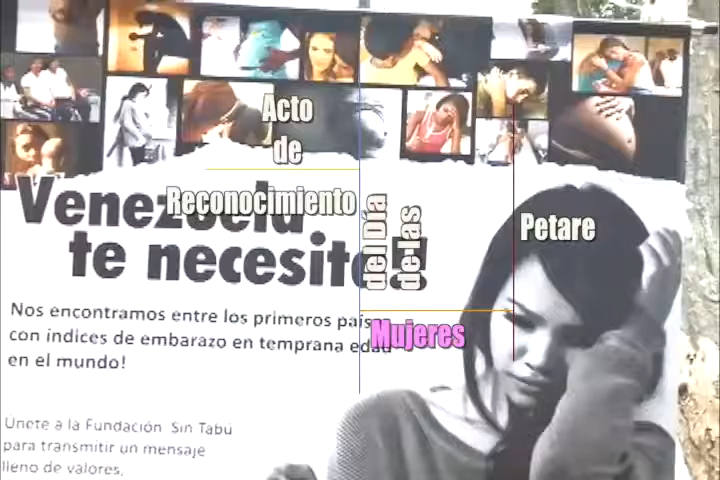 Acto
de
Reconocimiento
del Día
de las
Mujeres
Petare
Venezuela
te necesita!!
Nos encontramos entre los primeros países
con indices de embarazo en temprana edad
en el mundo!
Unete a la Fundación Sin Tabú
para transmitir un mensaje
lleno de valores,